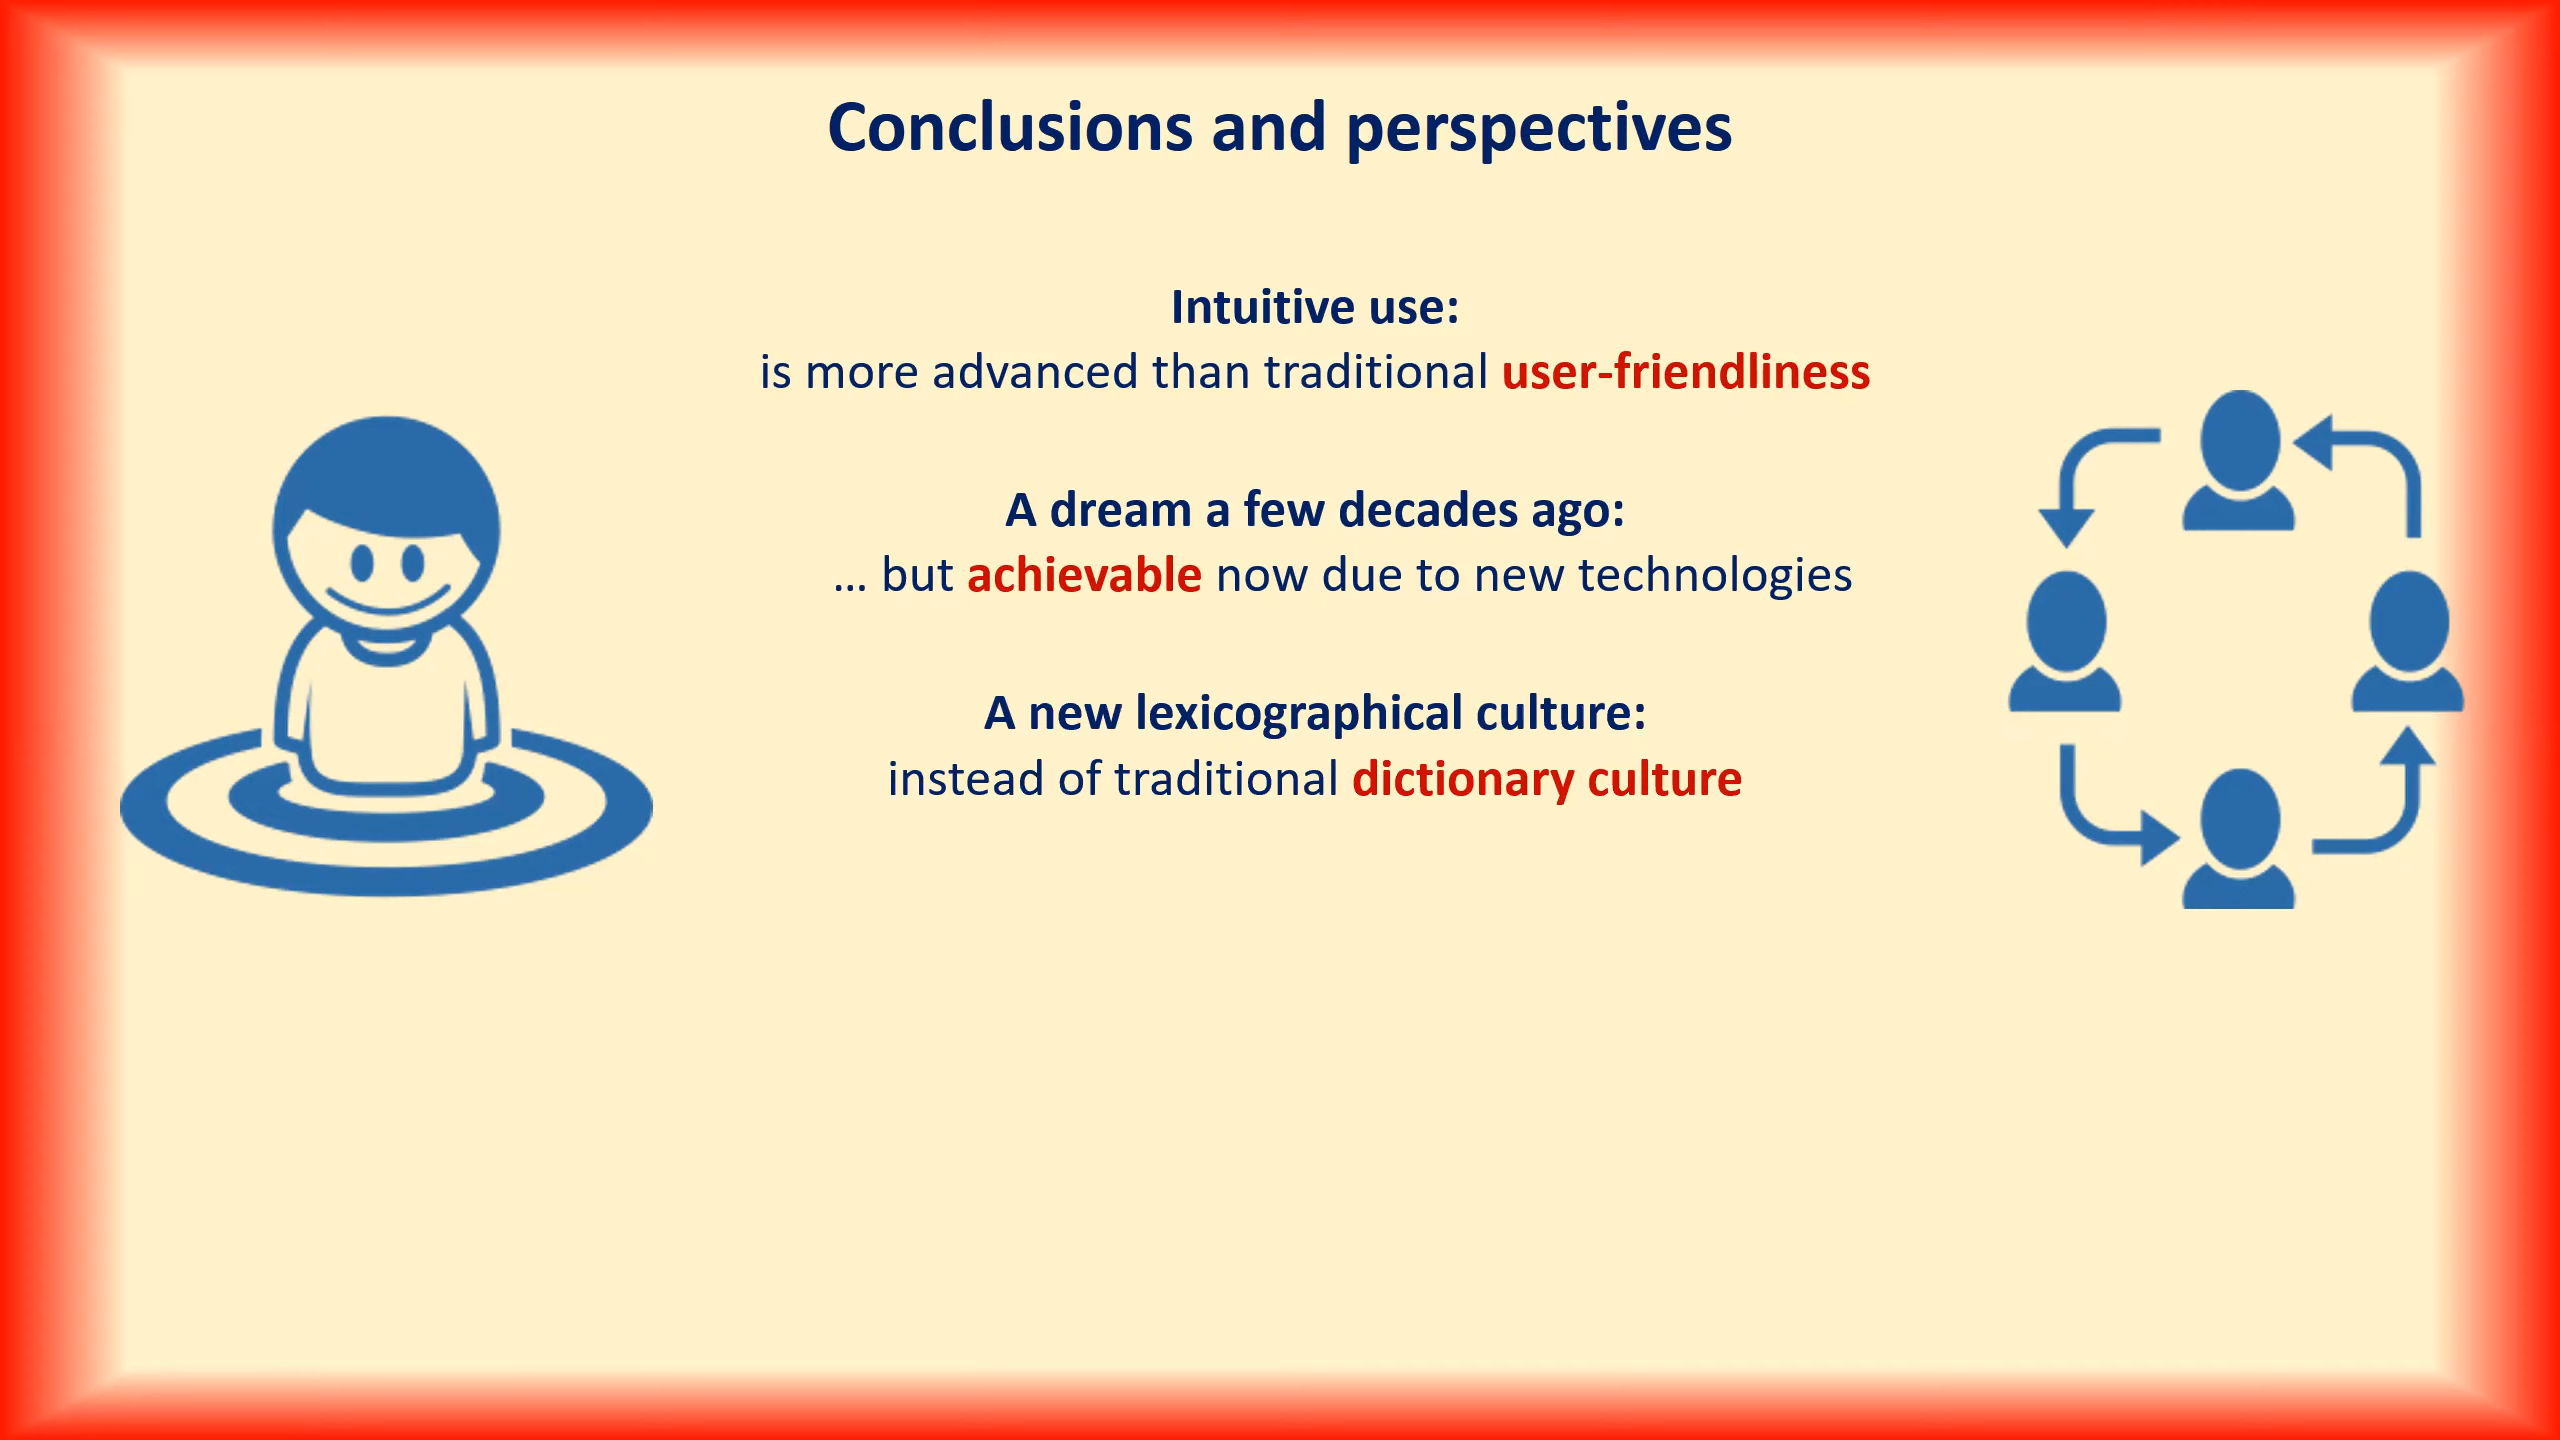 Conclusions and perspectives
Intuitive use:
is more advanced than traditional user-friendliness
A dream a few decades ago:
... but achievable now due to new technologies
A new lexicographical culture:
instead of traditional dictionary culture